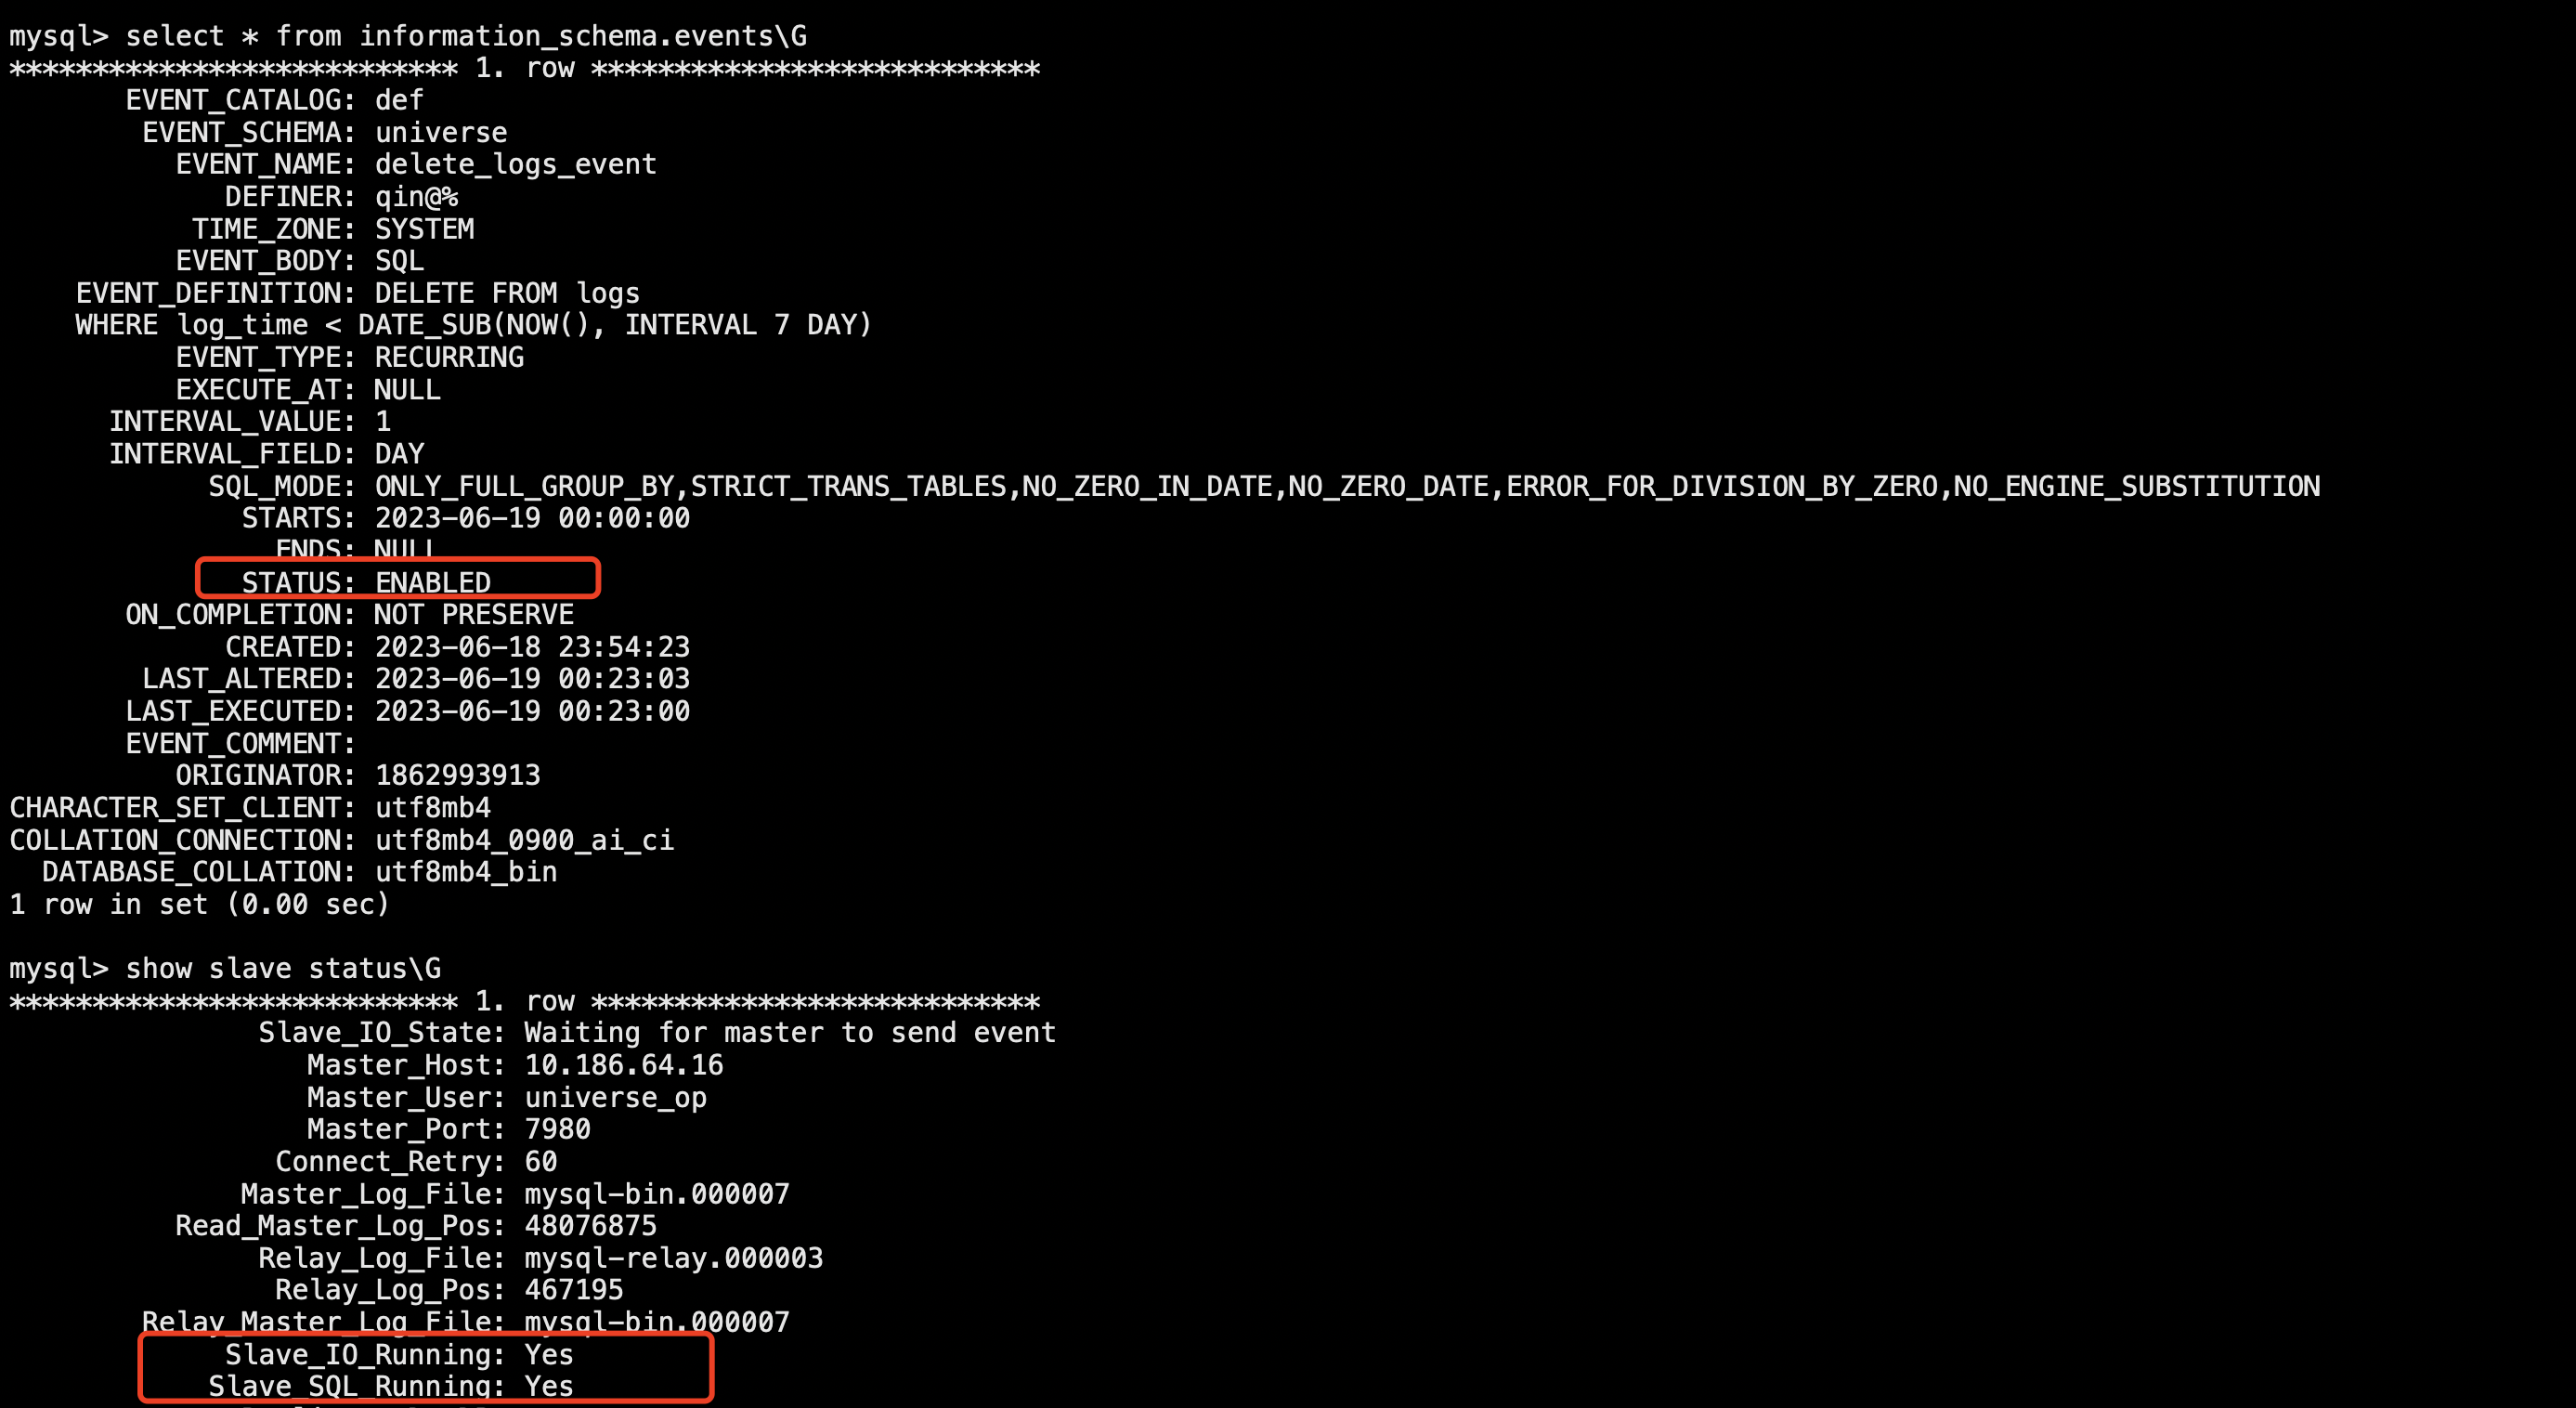 mysql> select * from information_schema.events\G
*************************** 1. row ***************************
EVENT_CATALOG: def
EVENT_SCHEMA: universe
EVENT_NAME: delete_logs_event
DEFINER: qin@%
TIME_ZONE: SYSTEM
EVENT_BODY: SQL
EVENT_DEFINITION: DELETE FROM logs
WHERE log_time < DATE_SUB(NOW(), INTERVAL 7 DAY)
EVENT_TYPE: RECURRING
EXECUTE_AT: NULL
INTERVAL_VALUE: 1
INTERVAL_FIELD: DAY
SQL_MODE: ONLY_FULL_GROUP_BY,STRICT_TRANS_TABLES,NO_ZERO_IN_DATE,NO_ZERO_DATE,ERROR_FOR_DIVISION_BY_ZERO,NO_ENGINE_SUBSTITUTION
STARTS: 2023-06-19 00:00:00
ENDS: NULL
STATUS: ENABLED
ON_COMPLETION: NOT PRESERVE
CREATED: 2023-06-18 23:54:23
LAST_ALTERED: 2023-06-19 00:23:03
LAST_EXECUTED: 2023-06-19 00:23:00
EVENT_COMMENT:
ORIGINATOR: 1862993913
CHARACTER_SET_CLIENT: utf8mb4
COLLATION_CONNECTION: utf8mb4_0900_ai_ci
DATABASE_COLLATION: utf8mb4_bin
1 row in set (0.00 sec)
mysql> show slave status\G
*************************** 1. row ***************************
Slave_IO_State: Waiting for master to send event
Master_Host: 10.186.64.16
Master_User: universe_op
Master_Port: 7980
Connect_Retry: 60
Master_Log_File: mysql-bin.000007
Read_Master_Log_Pos: 48076875
Relay_Log_File: mysql-relay.000003
Relay_Log_Pos: 467195
Relay_Master_Log_File: mysql-bin.000007
Slave_IO_Running: Yes
Slave_SQL_Running: Yes